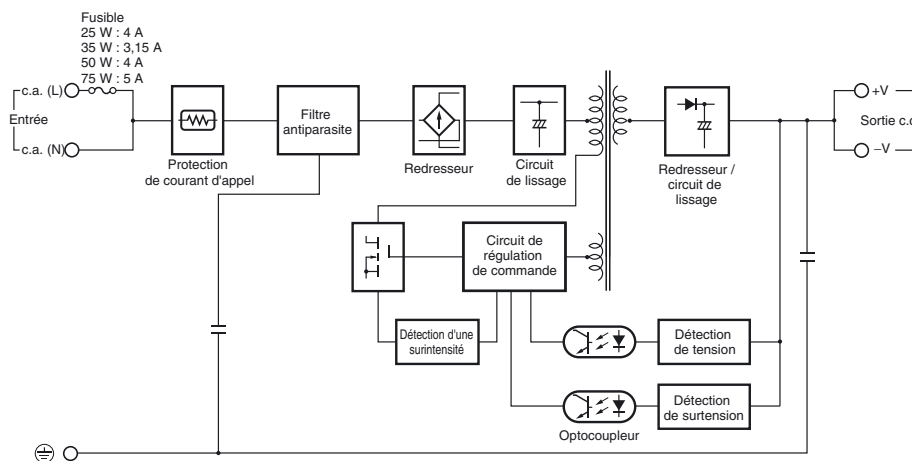 Fusible
25 W : 4 A
35 W : 3,15 A
50 W : 4 A
75 W : 5 A
c.a. (L)
Entrée
c.a. (N)
Protection
de courant d'appel
Filtre
antiparasite
Redresseur
Circuit
de lissage
Redresseur /
circuit de
lissage
+V
Sortie c.c
−V
Circuit de
régulation
de commande
Détection d'une
surintensité
Détection
de tension
Détection
de surtension
Optocoupleur